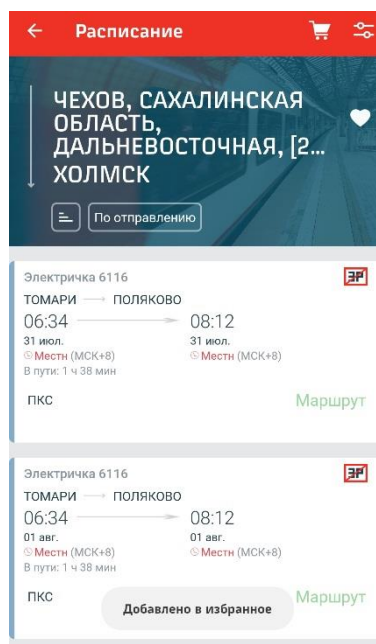 Расписание
ЧЕХОВ, САХАЛИНСКАЯ
ОБЛАСТЬ,
ДАЛЬНЕВОСТОЧНАЯ, [2...
ХОЛМСК
По отправлению
Электричка 6116
ЭР
ТОМАРИ ПОЛЯКОВО
06:34 08:12
31 июл. 31 июл.
Местн (МСК+8) Местн (МСК+8)
В пути: 1 ч 38 мин
ПКС Маршрут
Электричка 6116
ЭР
ТОМАРИ ПОЛЯКОВО
06:34 08:12
01 авг. 01 авг.
Местн (МСК+8) Местн (МСК+8)
В пути: 1 ч 38 мин
ПКС Маршрут
Добавлено в избранное